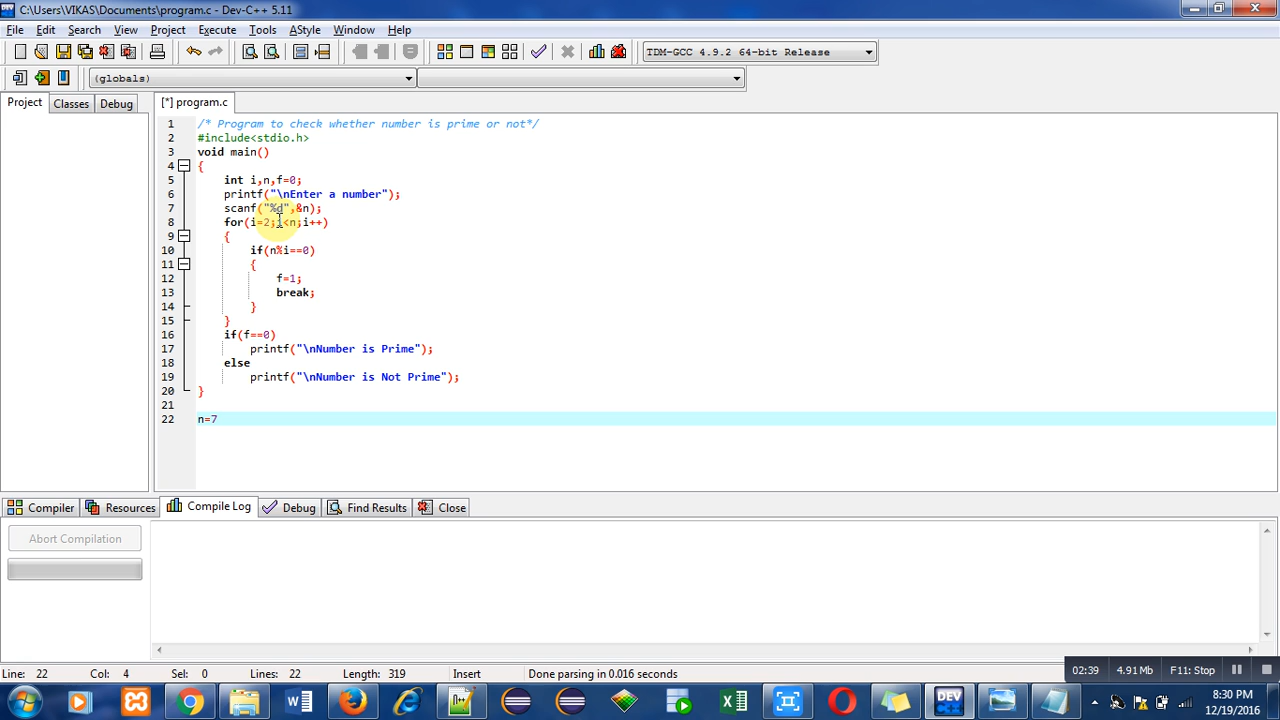 C:\Users\VIKAS\Documents\program.c - Dev-C++ 5.11
File Edit Search View Project Execute Tools AStyle Window Help
TDM-GCC 4.9.2 64-bit Release
(globals)
Project Classes Debug [*] program.c
1 /* Program to check whether number is prime or not*/
2 #include<stdio.h>
3 void main()
4 {
5 int i,n,f=0;
6 printf("\nEnter a number");
7 scanf("%d",&n);
8 for(i=2;i<n;i++)
9 {
10 if(n%i==0)
11 {
12 f=1;
13 break;
14 }
15 }
16 if(f==0)
17 printf("\nNumber is Prime");
18 else
19 printf("\nNumber is Not Prime");
20 }
21
22 n=7
Compiler Resources Compile Log Debug Find Results Close
Abort Compilation
Line: 22 Col: 4 Sel: 0 Lines: 22 Length: 319 Insert Done parsing in 0.016 seconds
02:39 4.91 Mb F11: Stop
DEV
8:30 PM
12/19/2016